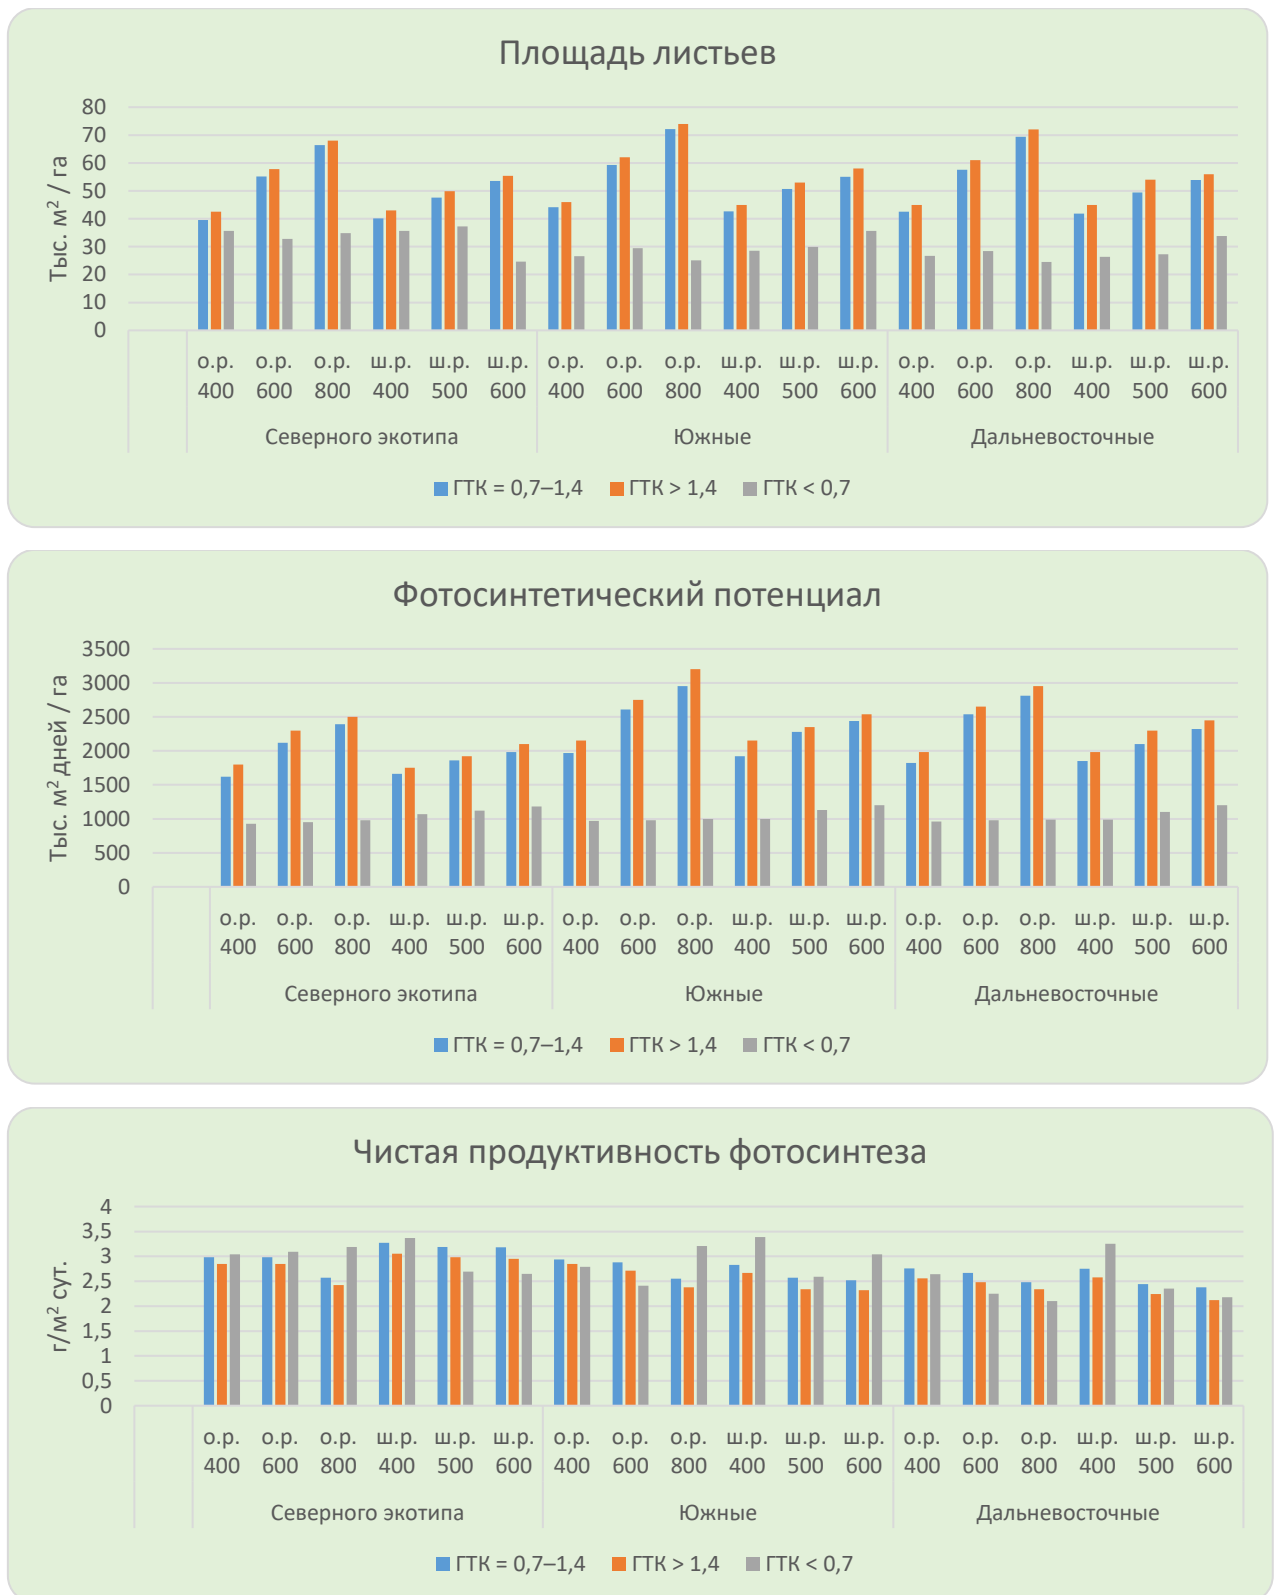 Площадь листьев
Тыс. м² / га
80
70
60
50
40
30
20
10
0
о.р. о.р. о.р. ш.р. ш.р. ш.р. о.р. о.р. о.р. ш.р. ш.р. ш.р. о.р. о.р. о.р. ш.р. ш.р. ш.р.
400 600 800 400 500 600 400 600 800 400 500 600 400 600 800 400 500 600
Северного экотипа Южные Дальневосточные
ГТК = 0,7–1,4 ГТК > 1,4 ГТК < 0,7
Фотосинтетический потенциал
Тыс. м² дней / га
3500
3000
2500
2000
1500
1000
500
0
о.р. о.р. о.р. ш.р. ш.р. ш.р. о.р. о.р. о.р. ш.р. ш.р. ш.р. о.р. о.р. о.р. ш.р. ш.р. ш.р.
400 600 800 400 500 600 400 600 800 400 500 600 400 600 800 400 500 600
Северного экотипа Южные Дальневосточные
ГТК = 0,7–1,4 ГТК > 1,4 ГТК < 0,7
Чистая продуктивность фотосинтеза
г/м² сут.
4
3,5
3
2,5
2
1,5
1
0,5
0
о.р. о.р. о.р. ш.р. ш.р. ш.р. о.р. о.р. о.р. ш.р. ш.р. ш.р. о.р. о.р. о.р. ш.р. ш.р. ш.р.
400 600 800 400 500 600 400 600 800 400 500 600 400 600 800 400 500 600
Северного экотипа Южные Дальневосточные
ГТК = 0,7–1,4 ГТК > 1,4 ГТК < 0,7